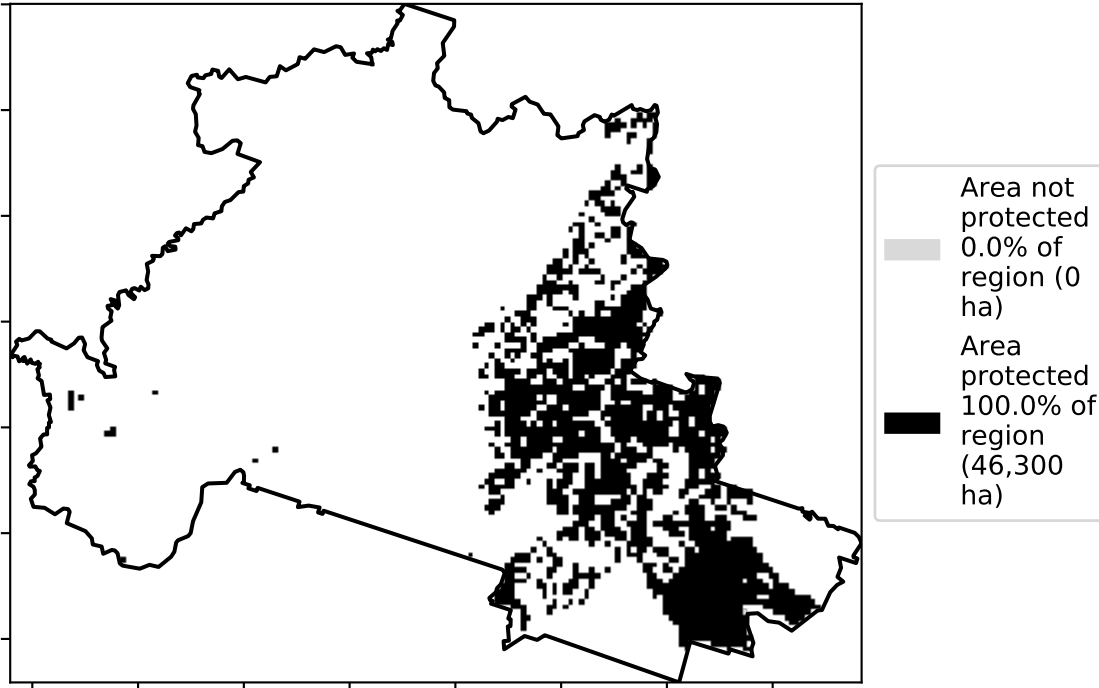 Area not
protected
0.0% of
region (0
ha)
Area
protected
100.0% of
region
(46,300
ha)